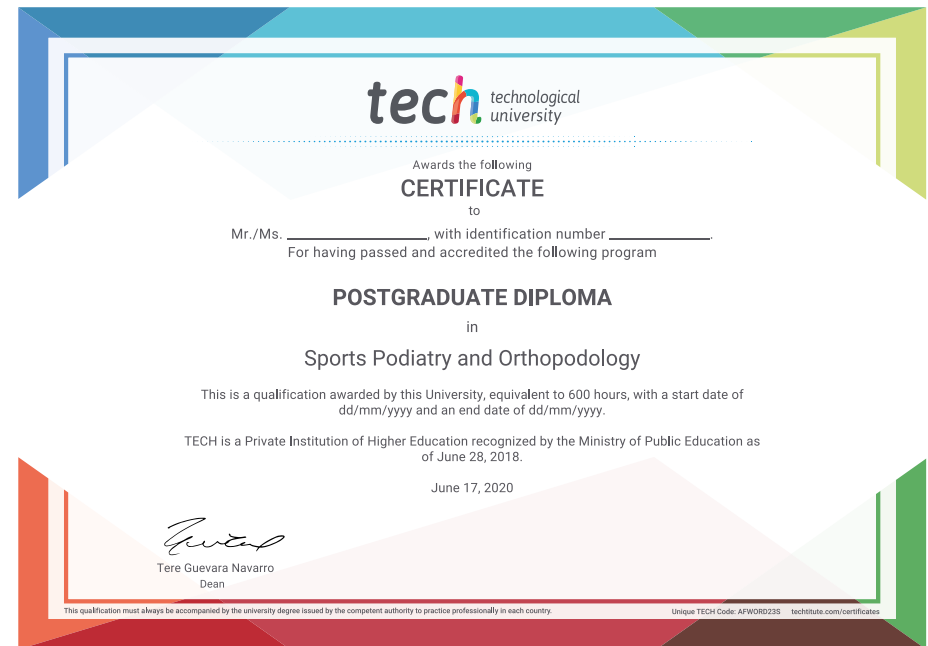 tech technological
university
Awards the following
CERTIFICATE
to
Mr./Ms. ____________________, with identification number ______________.
For having passed and accredited the following program
POSTGRADUATE DIPLOMA
in
Sports Podiatry and Orthopodology
This is a qualification awarded by this University, equivalent to 600 hours, with a start date of
dd/mm/yyyy and an end date of dd/mm/yyyy.
TECH is a Private Institution of Higher Education recognized by the Ministry of Public Education as
of June 28, 2018.
June 17, 2020
Tere Guevara Navarro
Dean
This qualification must always be accompanied by the university degree issued by the competent authority to practice professionally in each country.
Unique TECH Code: AFWORD23S techtitute.com/certificates